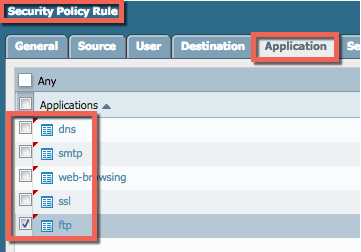 Security Policy Rule
General Source User Destination Application Se
Any
Applications
dns
smtp
web-browsing
ssl
ftp